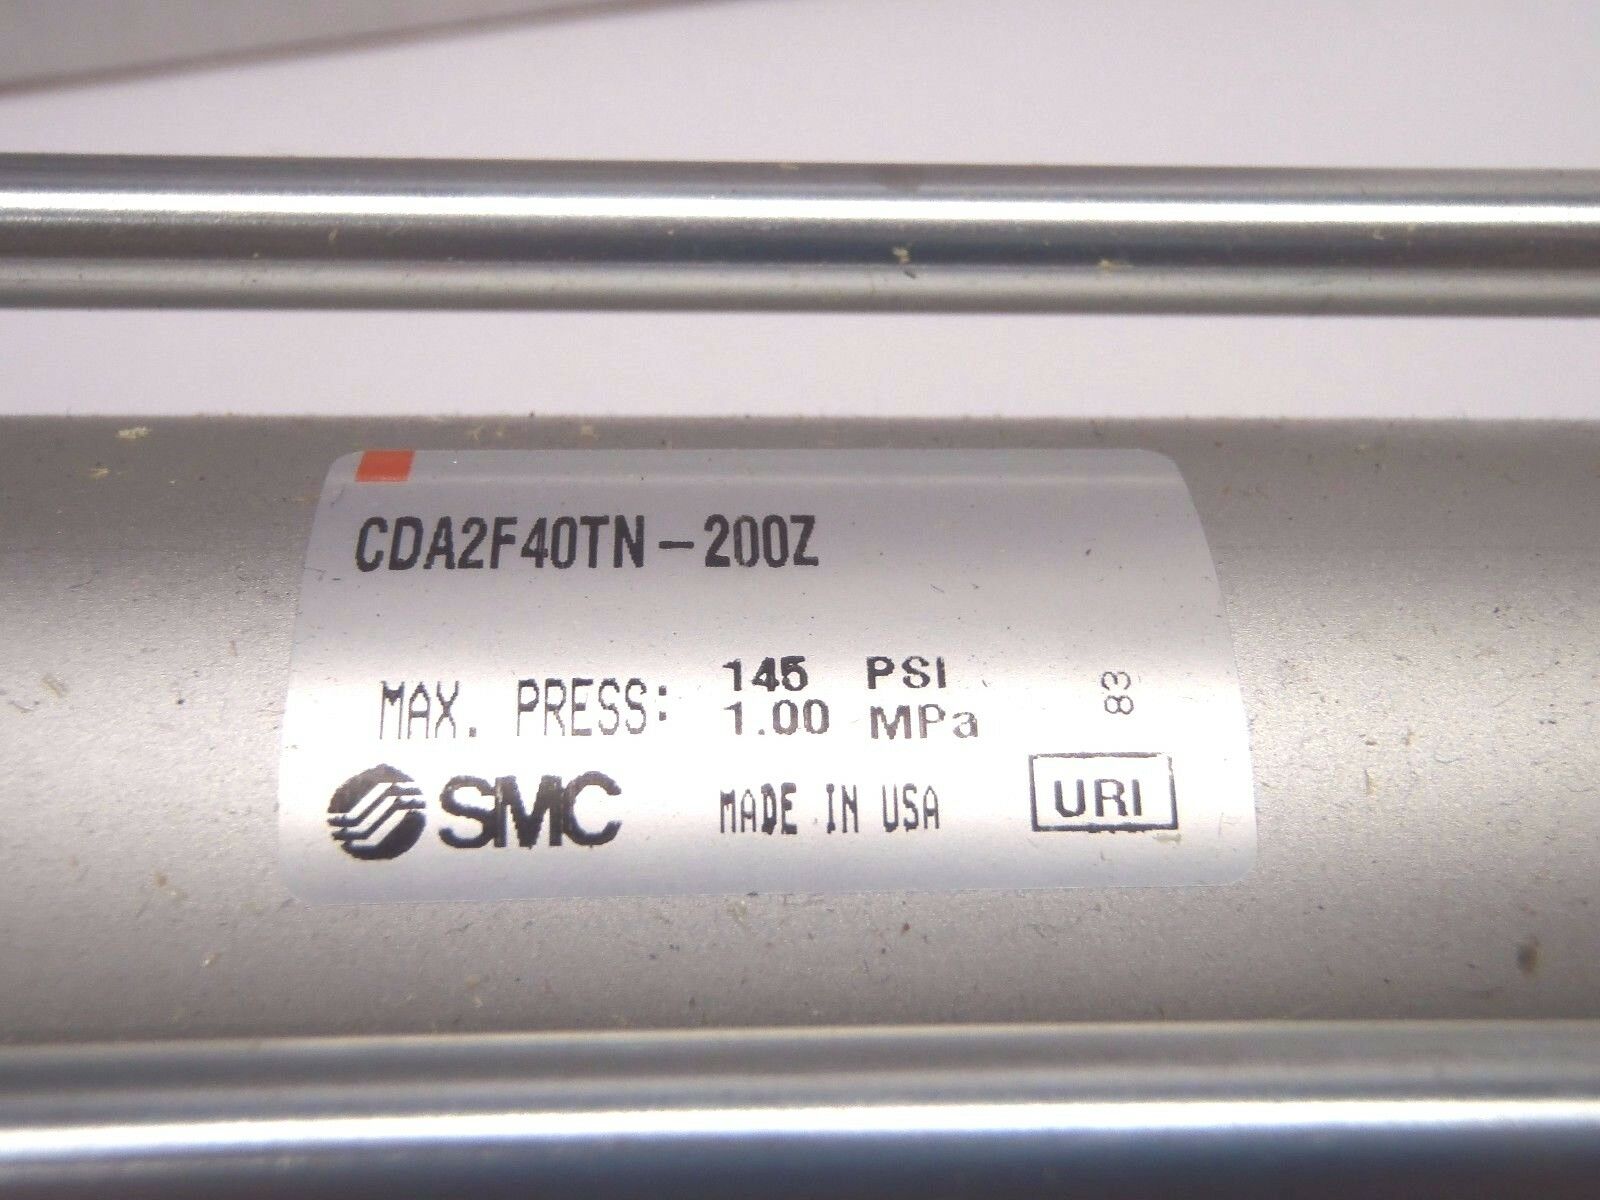 CDA2F40TN-200Z
MAX. PRESS: 145 PSI
1.00 MPa
83
SMC MADE IN USA URI